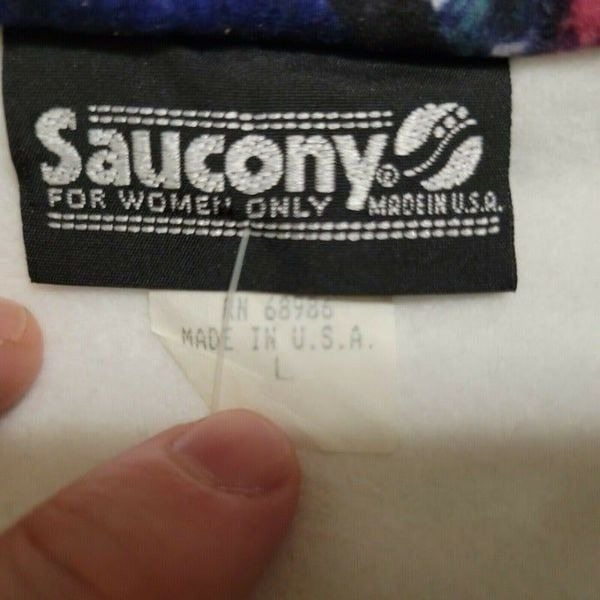 Saucony®
FOR WOMEN ONLY MADE IN U.S.A.
RN 68986
MADE IN U.S.A.
L